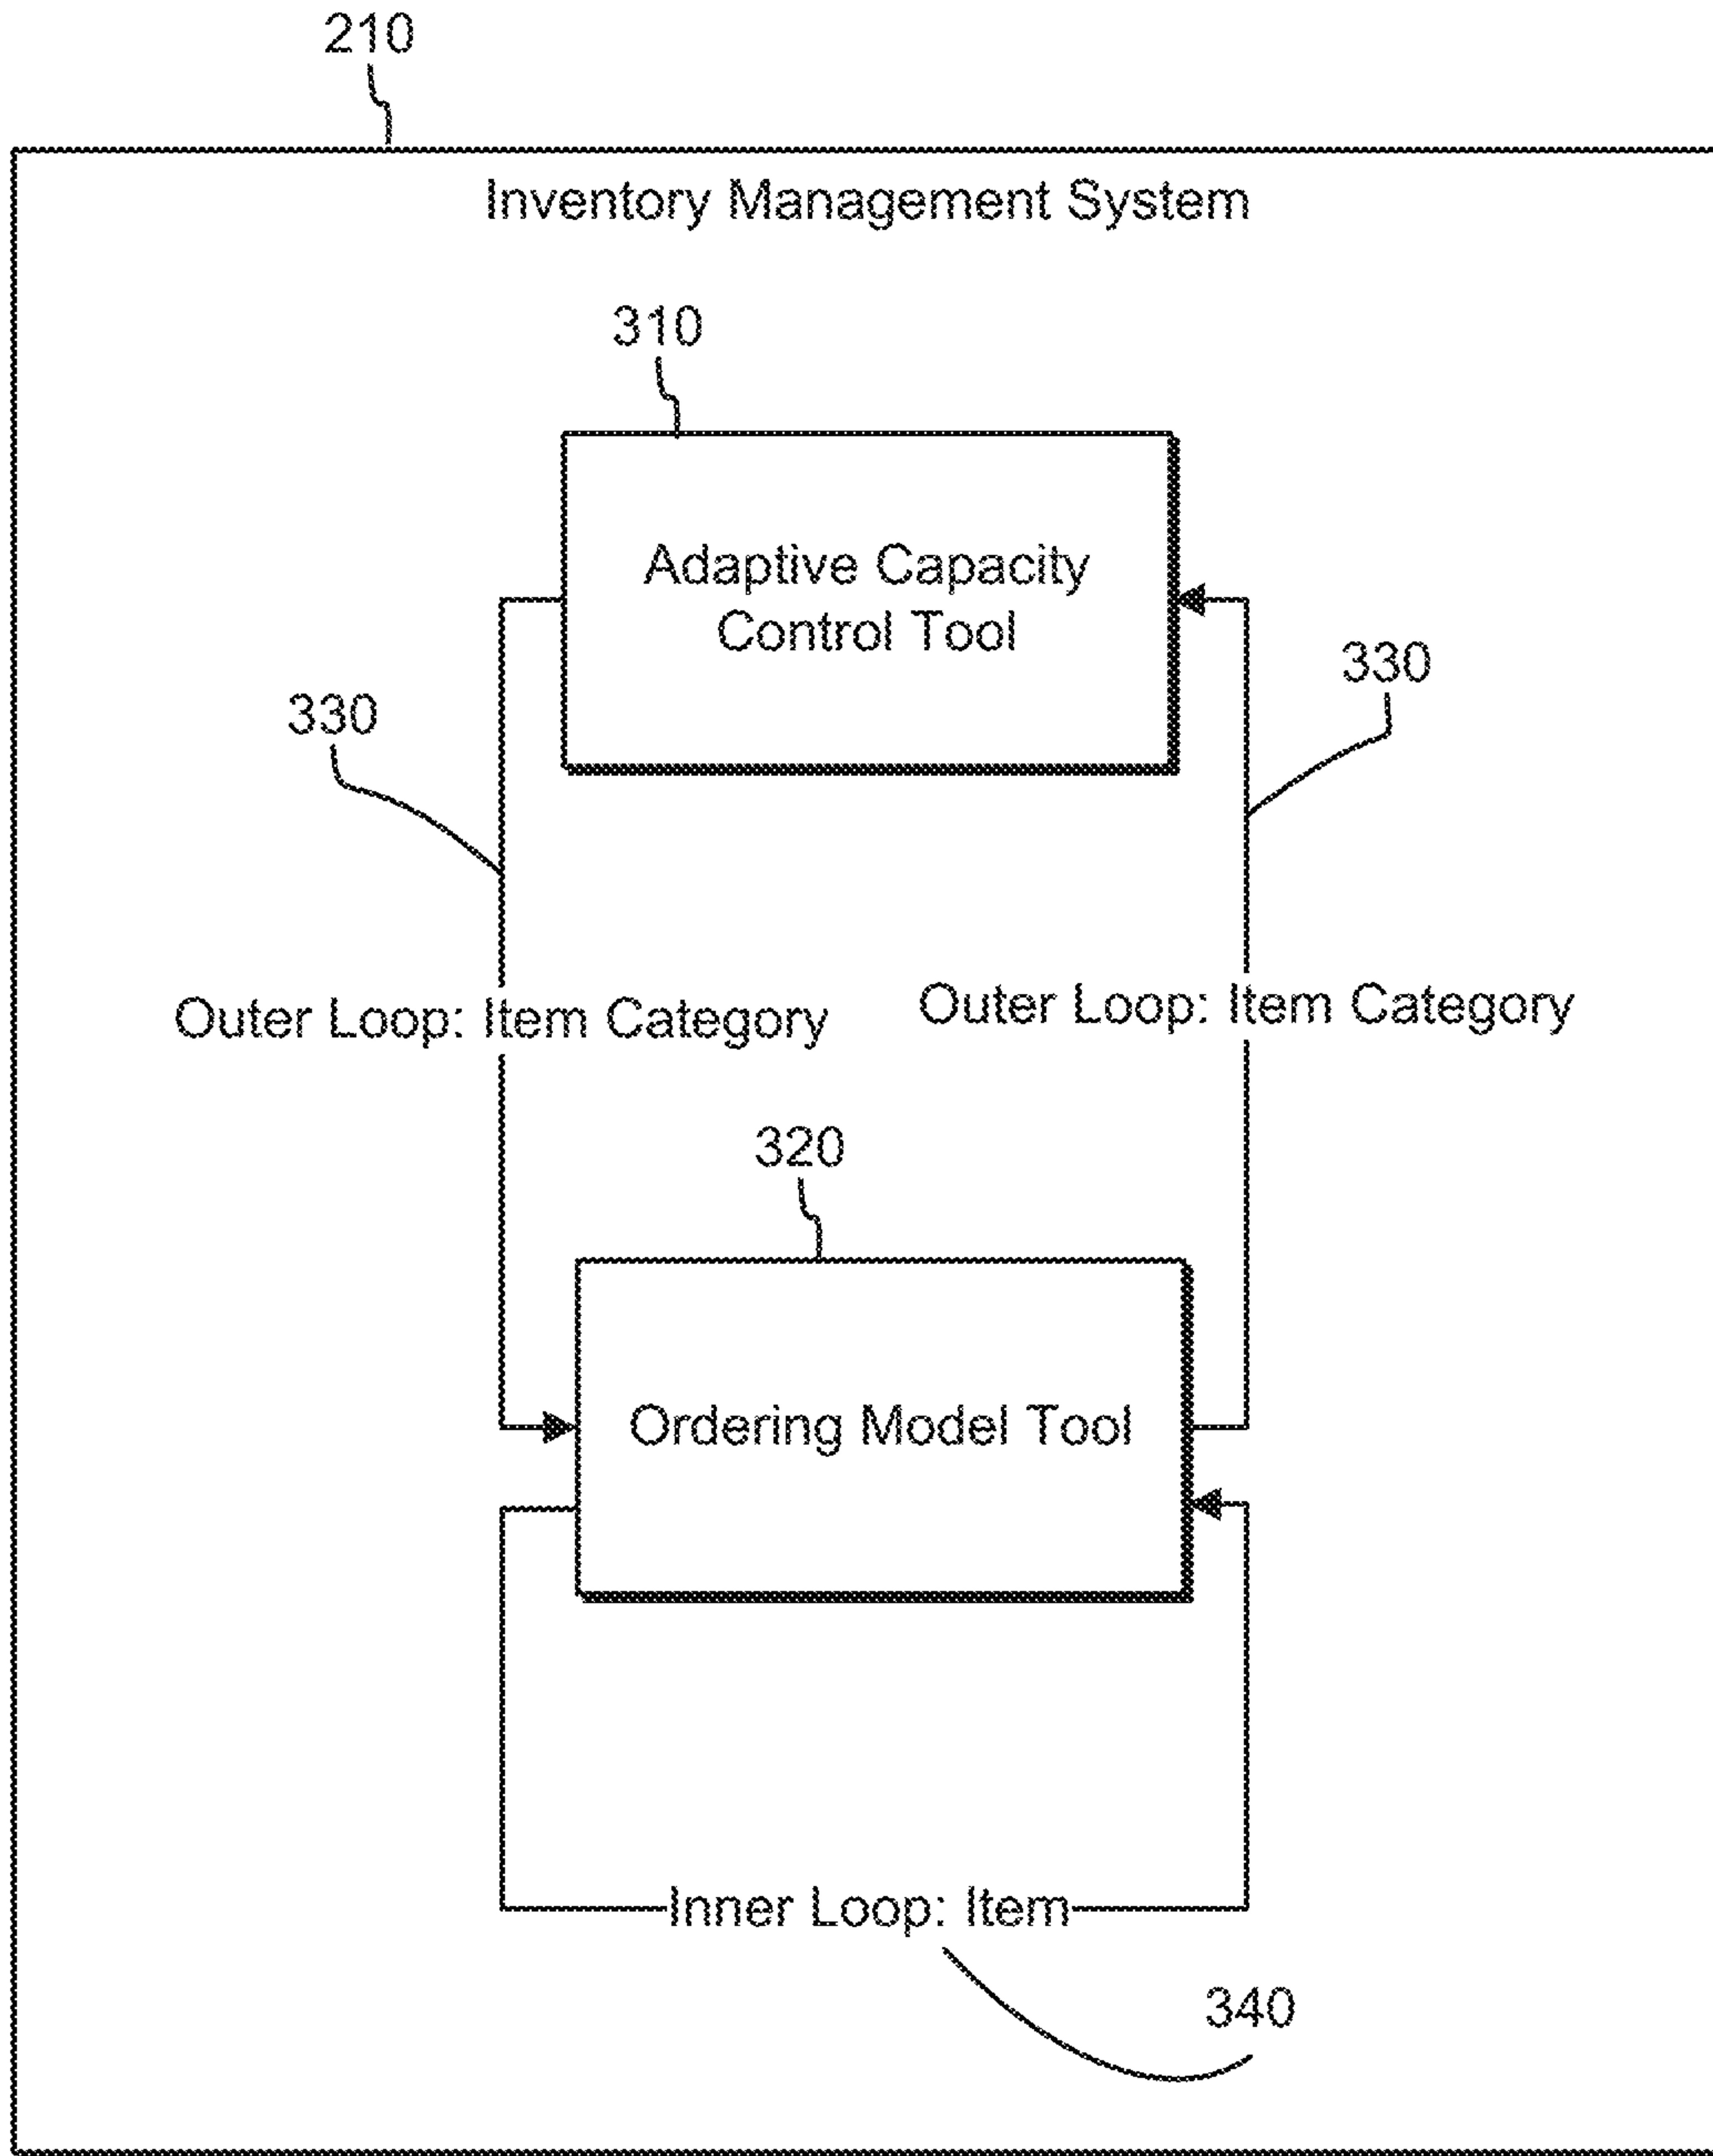 210
Inventory Management System
310
Adaptive Capacity
Control Tool
330
330
Outer Loop: Item Category
Outer Loop: Item Category
320
Ordering Model Tool
Inner Loop: Item
340